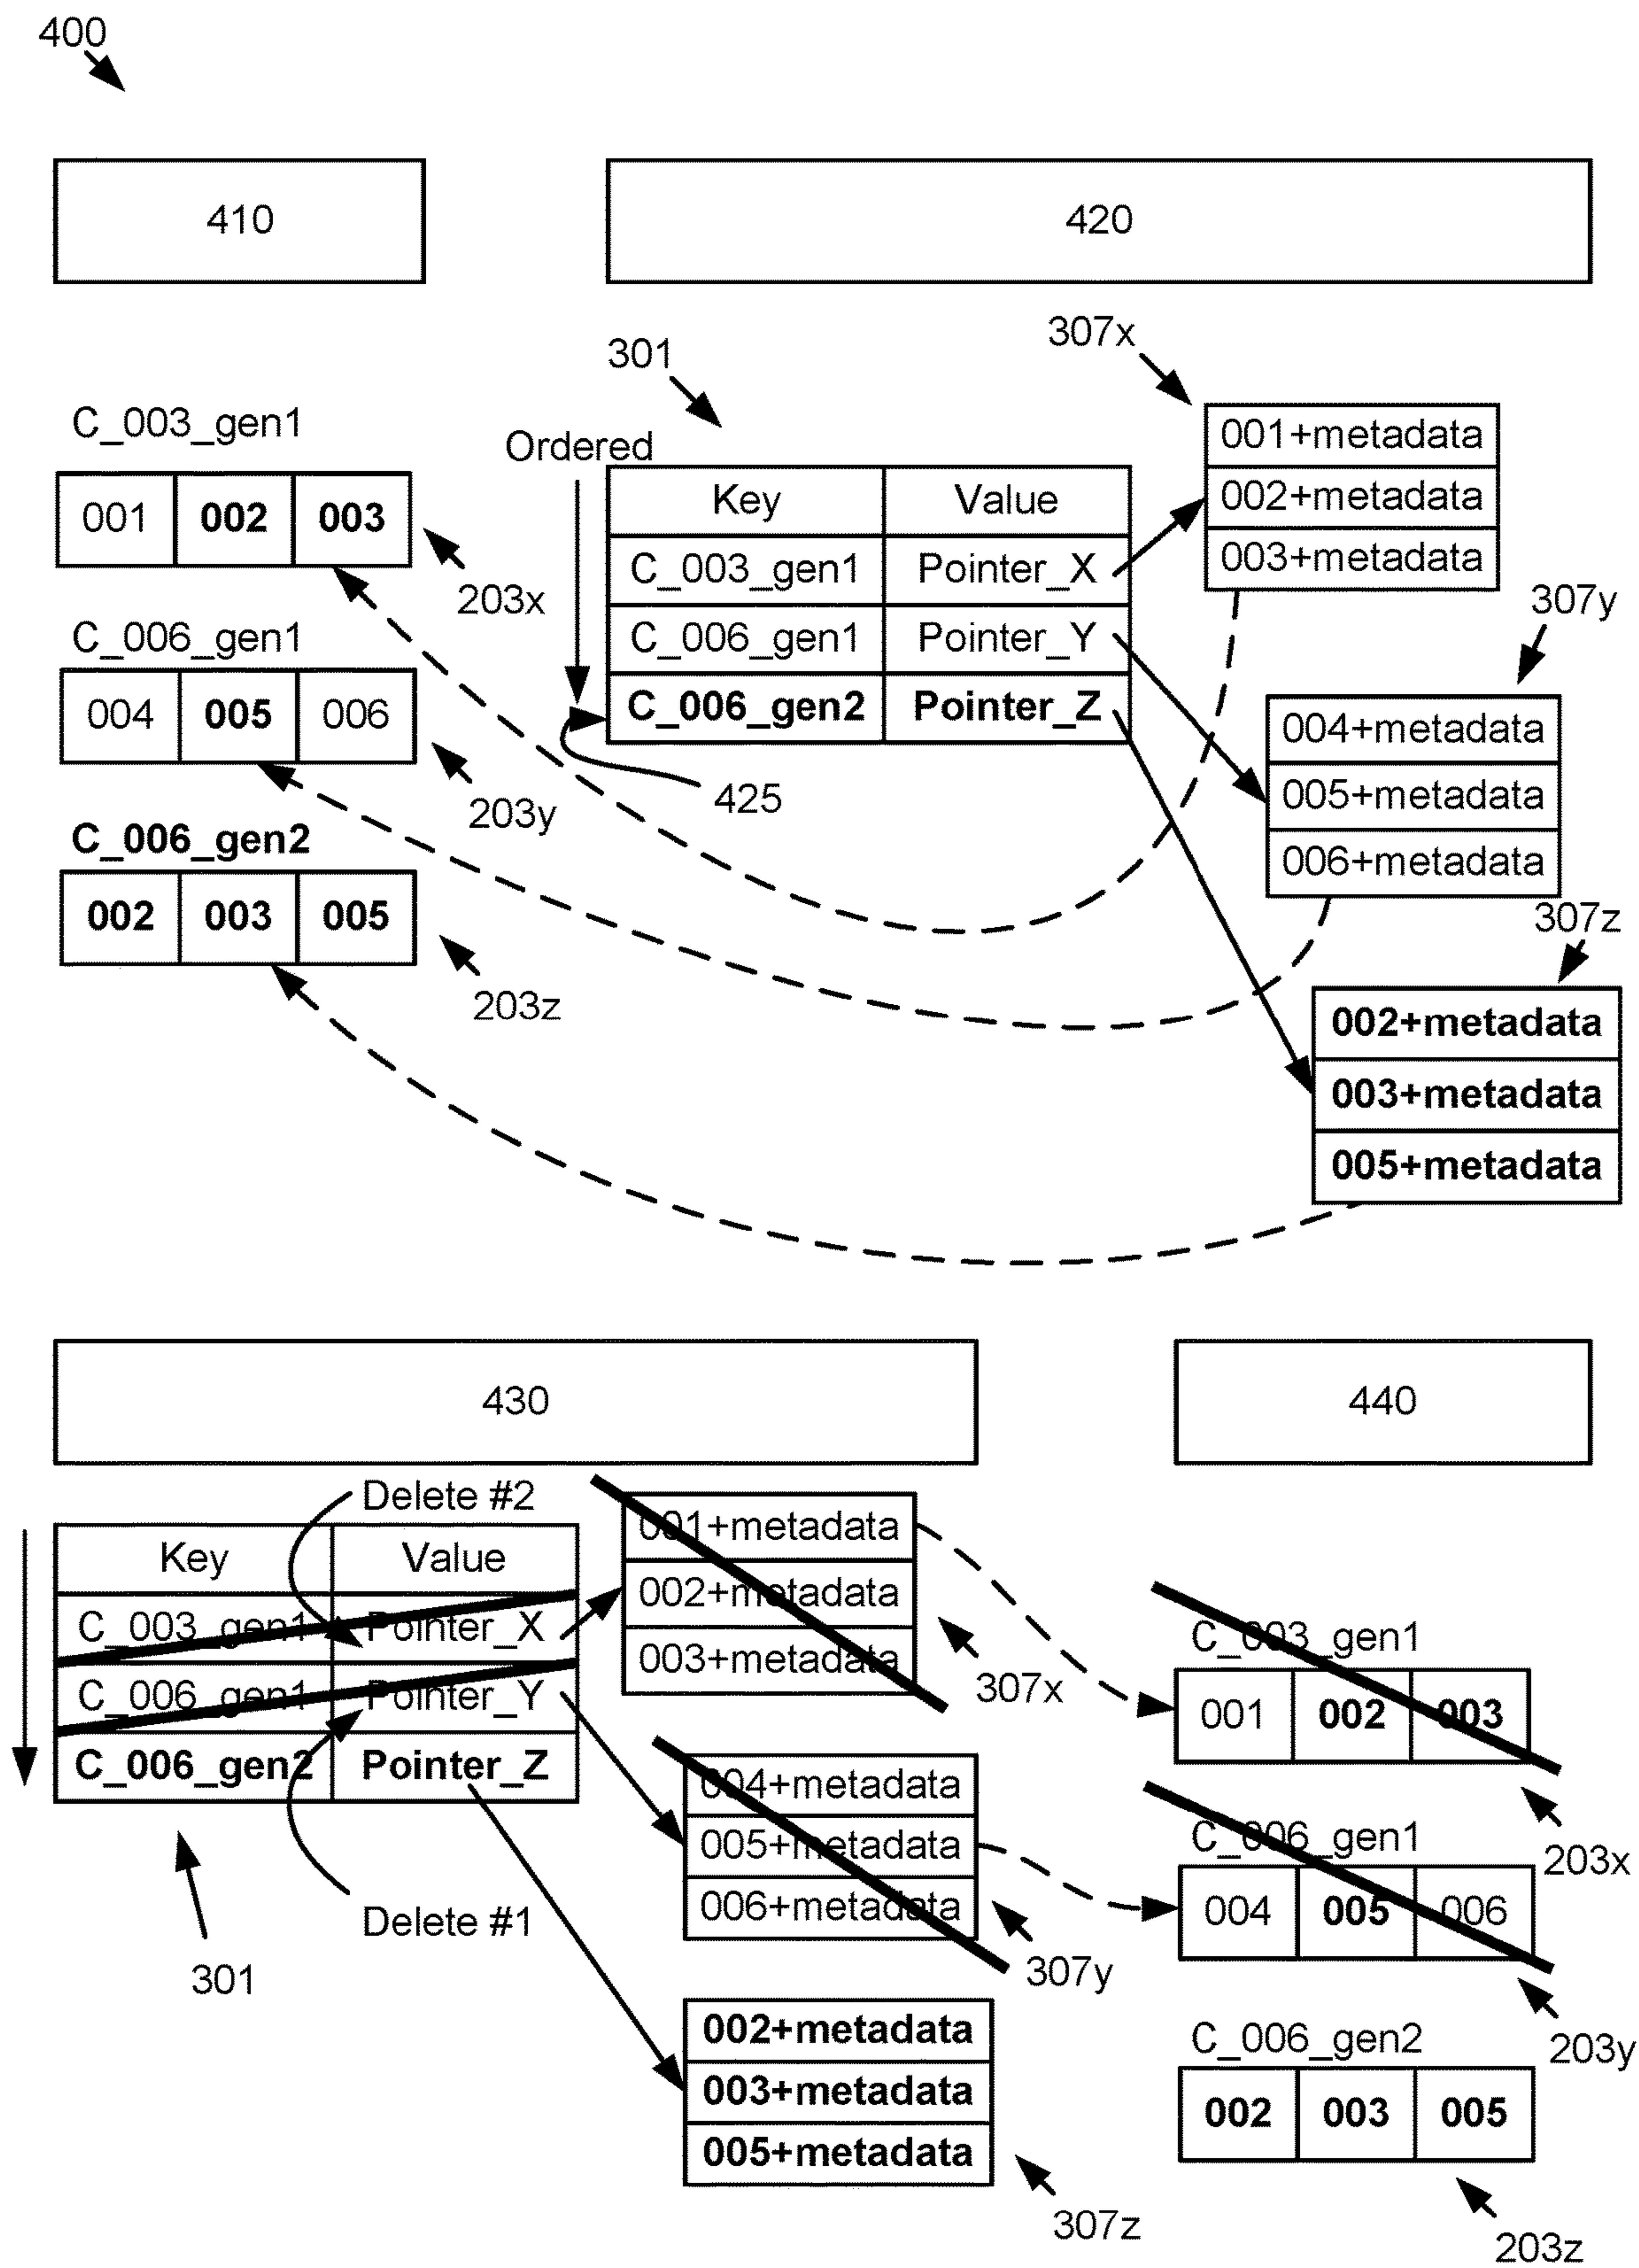 400
410
420
307x
301
001+metadata
C_003_gen1
Ordered
Key Value
002+metadata
001 002 003
C_003_gen1 Pointer_X
003+metadata
203x
307y
C_006_gen1
C_006_gen1 Pointer_Y
004 005 006
C_006_gen2 Pointer_Z
004+metadata
425
005+metadata
203y
C_006_gen2
006+metadata
002 003 005
307z
203z
002+metadata
003+metadata
005+metadata
430
440
Delete #2
001+metadata
Key Value
002+metadata
C_003_gen1 Pointer_X
C_003_gen1
003+metadata
307x
C_006_gen1 Pointer_Y
001 002 003
C_006_gen2 Pointer_Z
004+metadata
C_006_gen1
005+metadata
203x
006+metadata
004 005 006
Delete #1
301
307y
002+metadata
C_006_gen2
203y
003+metadata
002 003 005
005+metadata
307z
203z